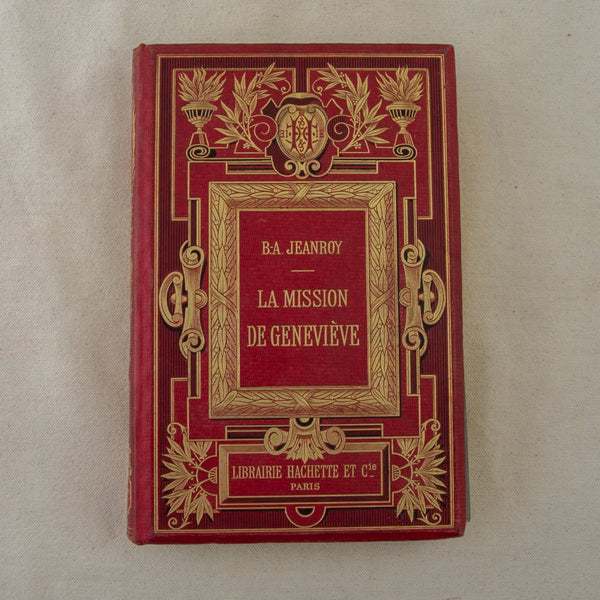 B-A. JEANROY
LA MISSION
DE GENEVIÈVE
LIBRAIRIE HACHETTE ET Cie
PARIS